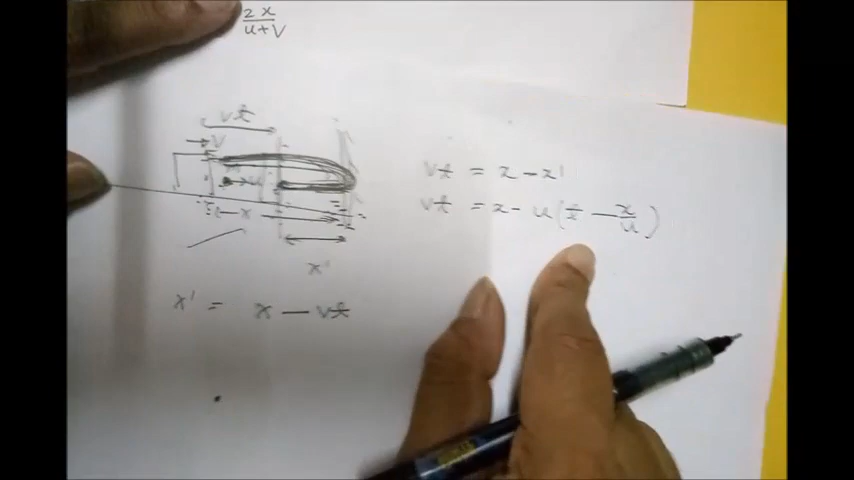 2x/(u+v)
vt
v
vt = x - x'
vt = x - u(t - x/u)
x
x'
x' = x - vt